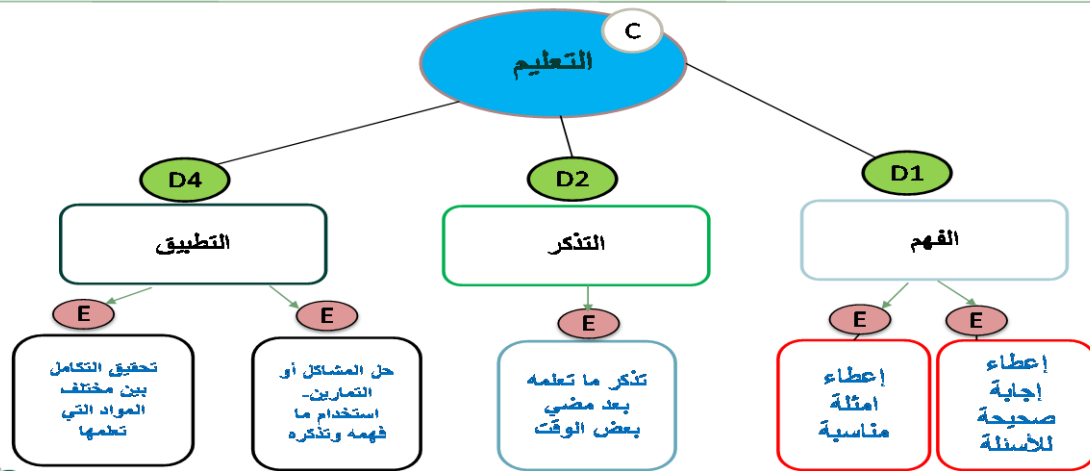 C
التعليم
D1
D2
D4
الفهم
التذكر
التطبيق
E
E
E
E
E
إعطاء
إجابة
صحيحة
للأسئلة
إعطاء
امثلة
مناسبة
تذكر ما تعلمه
بعد مضي
بعض الوقت
حل المشاكل أو
التمارين-
استخدام ما
فهمه وتذكره
تحقيق التكامل
بين مختلف
المواد التي
تعلمها